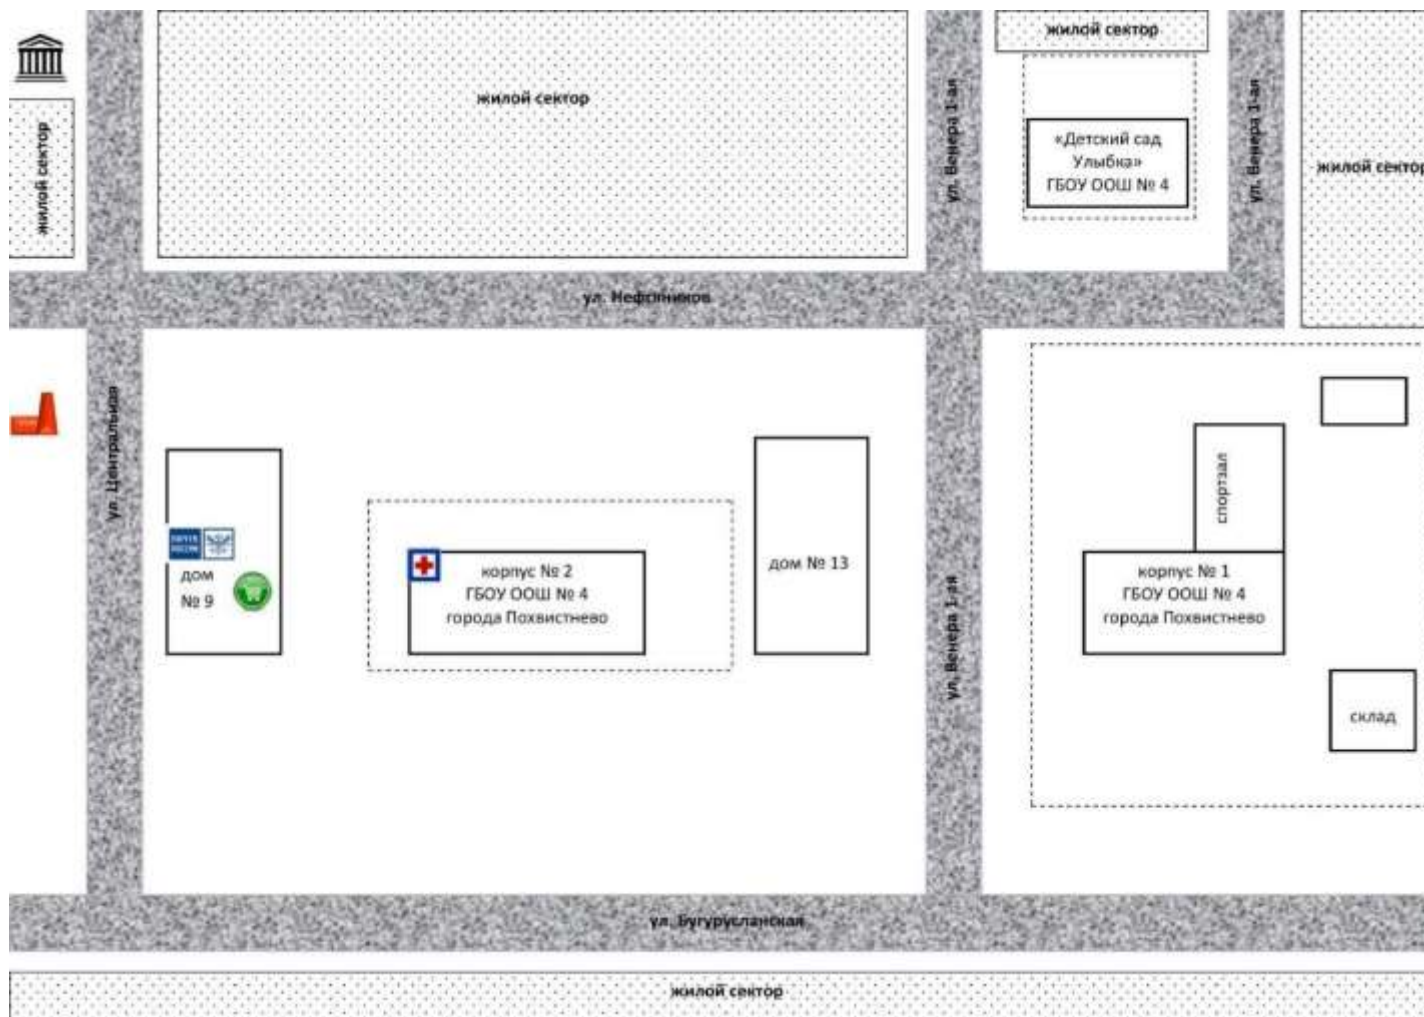 жилой сектор
жилой сектор
жилой сектор
«Детский сад
Улыбка»
ГБОУ ООШ № 4
жилой сектор
ул. Венера 1-ая
ул. Венера 1-ая
ул. Нефтяников
ул. Центральная
ПОЧТА
РОССИИ
дом
№ 9
корпус № 2
ГБОУ ООШ № 4
города Похвистнево
дом № 13
ул. Венера 1-ая
спортзал
корпус № 1
ГБОУ ООШ № 4
города Похвистнево
склад
ул. Бугурусланская
жилой сектор